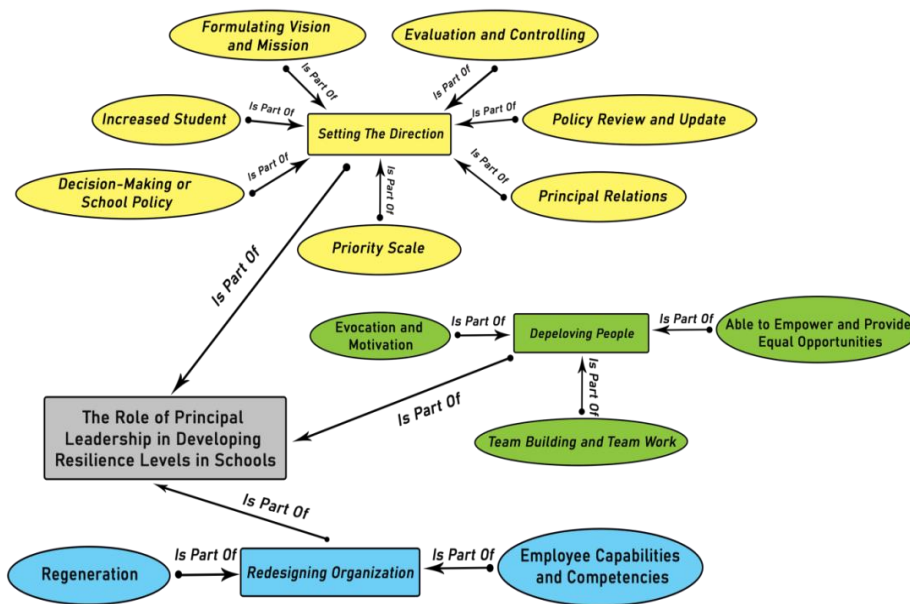 Formulating Vision
and Mission
Evaluation and Controlling
Is Part Of
Is Part Of
Increased Student
Is Part Of
Setting The Direction
Is Part Of
Policy Review and Update
Decision-Making or
School Policy
Is Part Of
Is Part Of
Is Part Of
Principal Relations
Priority Scale
Is Part Of
Evocation and
Motivation
Is Part Of
Depeloving People
Is Part Of
Able to Empower and Provide
Equal Opportunities
Is Part Of
Is Part Of
Team Building and Team Work
The Role of Principal
Leadership in Developing
Resilience Levels in Schools
Is Part Of
Regeneration
Is Part Of
Redesigning Organization
Is Part Of
Employee Capabilities
and Competencies